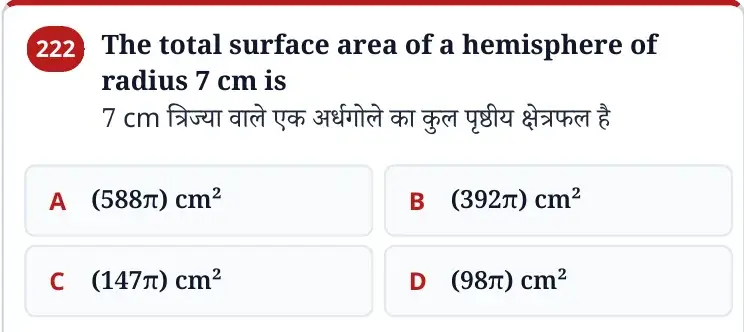 222 The total surface area of a hemisphere of
radius 7 cm is
7 cm त्रिज्या वाले एक अर्धगोले का कुल पृष्ठीय क्षेत्रफल है
A (588π) cm² B (392π) cm²
C (147π) cm² D (98π) cm²